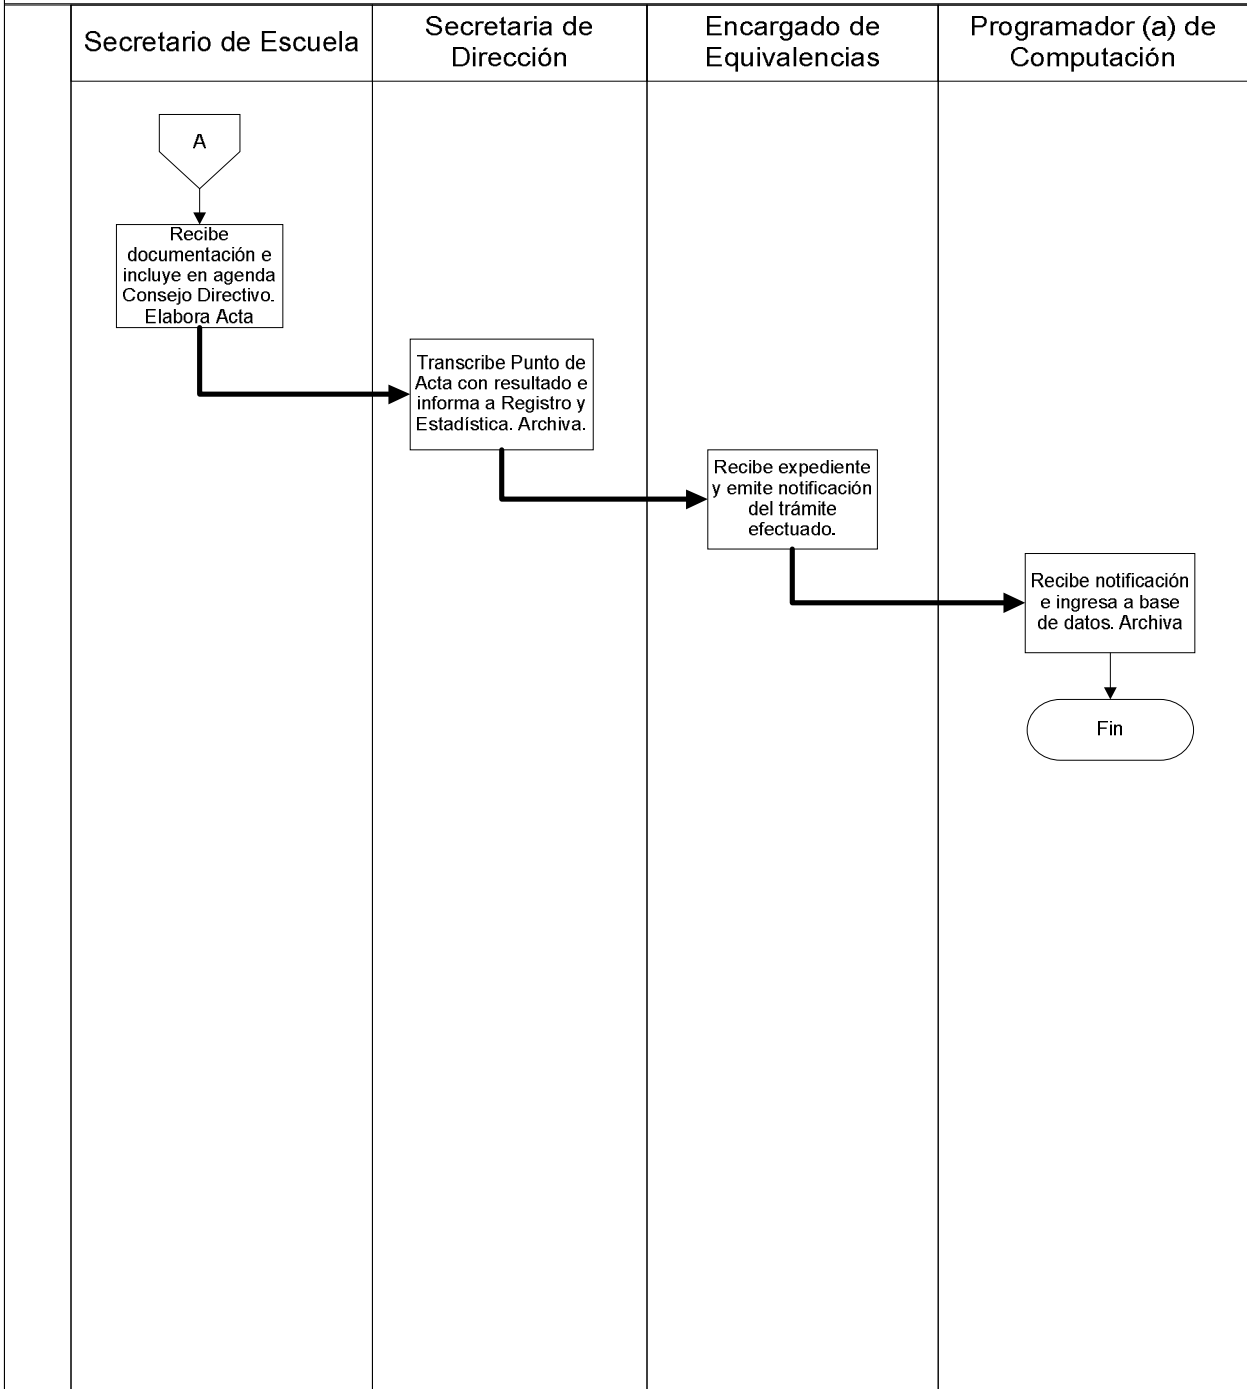 Secretario de Escuela
Secretaria de
Dirección
Encargado de
Equivalencias
Programador (a) de
Computación
A
Recibe
documentación e
incluye en agenda
Consejo Directivo.
Elabora Acta
Transcribe Punto de
Acta con resultado e
informa a Registro y
Estadística. Archiva.
Recibe expediente
y emite notificación
del trámite
efectuado.
Recibe notificación
e ingresa a base
de datos. Archiva
Fin